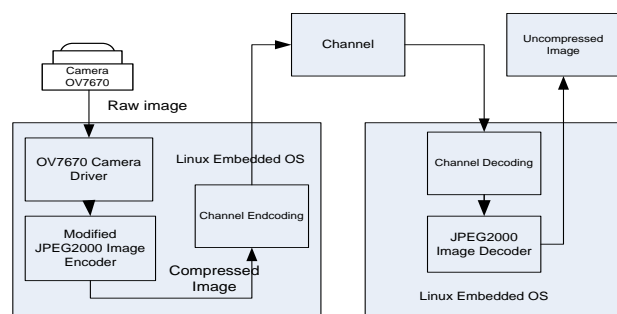 Camera
OV7670
Raw image
OV7670 Camera
Driver
Modified
JPEG2000 Image
Encoder
Linux Embedded OS
Channel Endcoding
Compressed
Image
Channel
Uncompressed
Image
Channel Decoding
JPEG2000
Image Decoder
Linux Embedded OS